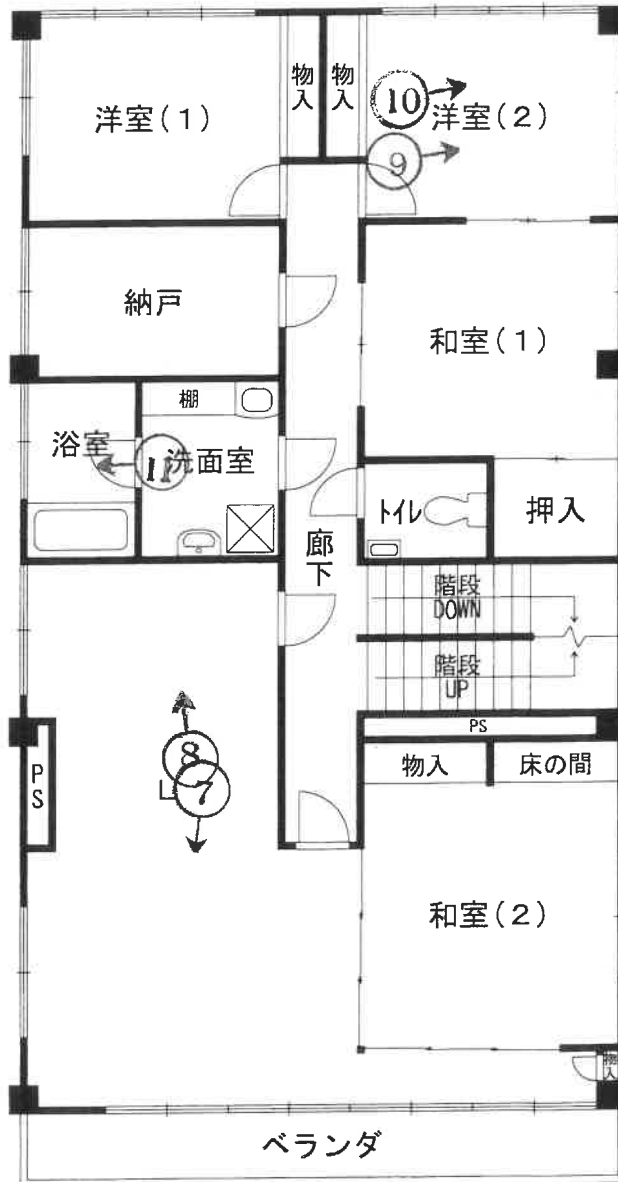 洋室(1)
物入
物入
⑩
洋室(2)
⑨
納戸
和室(1)
棚
浴室
⑪
洗面室
トイレ
押入
廊下
階段
DOWN
階段
UP
PS
⑧
⑦
PS
物入
床の間
和室(2)
物入
ベランダ